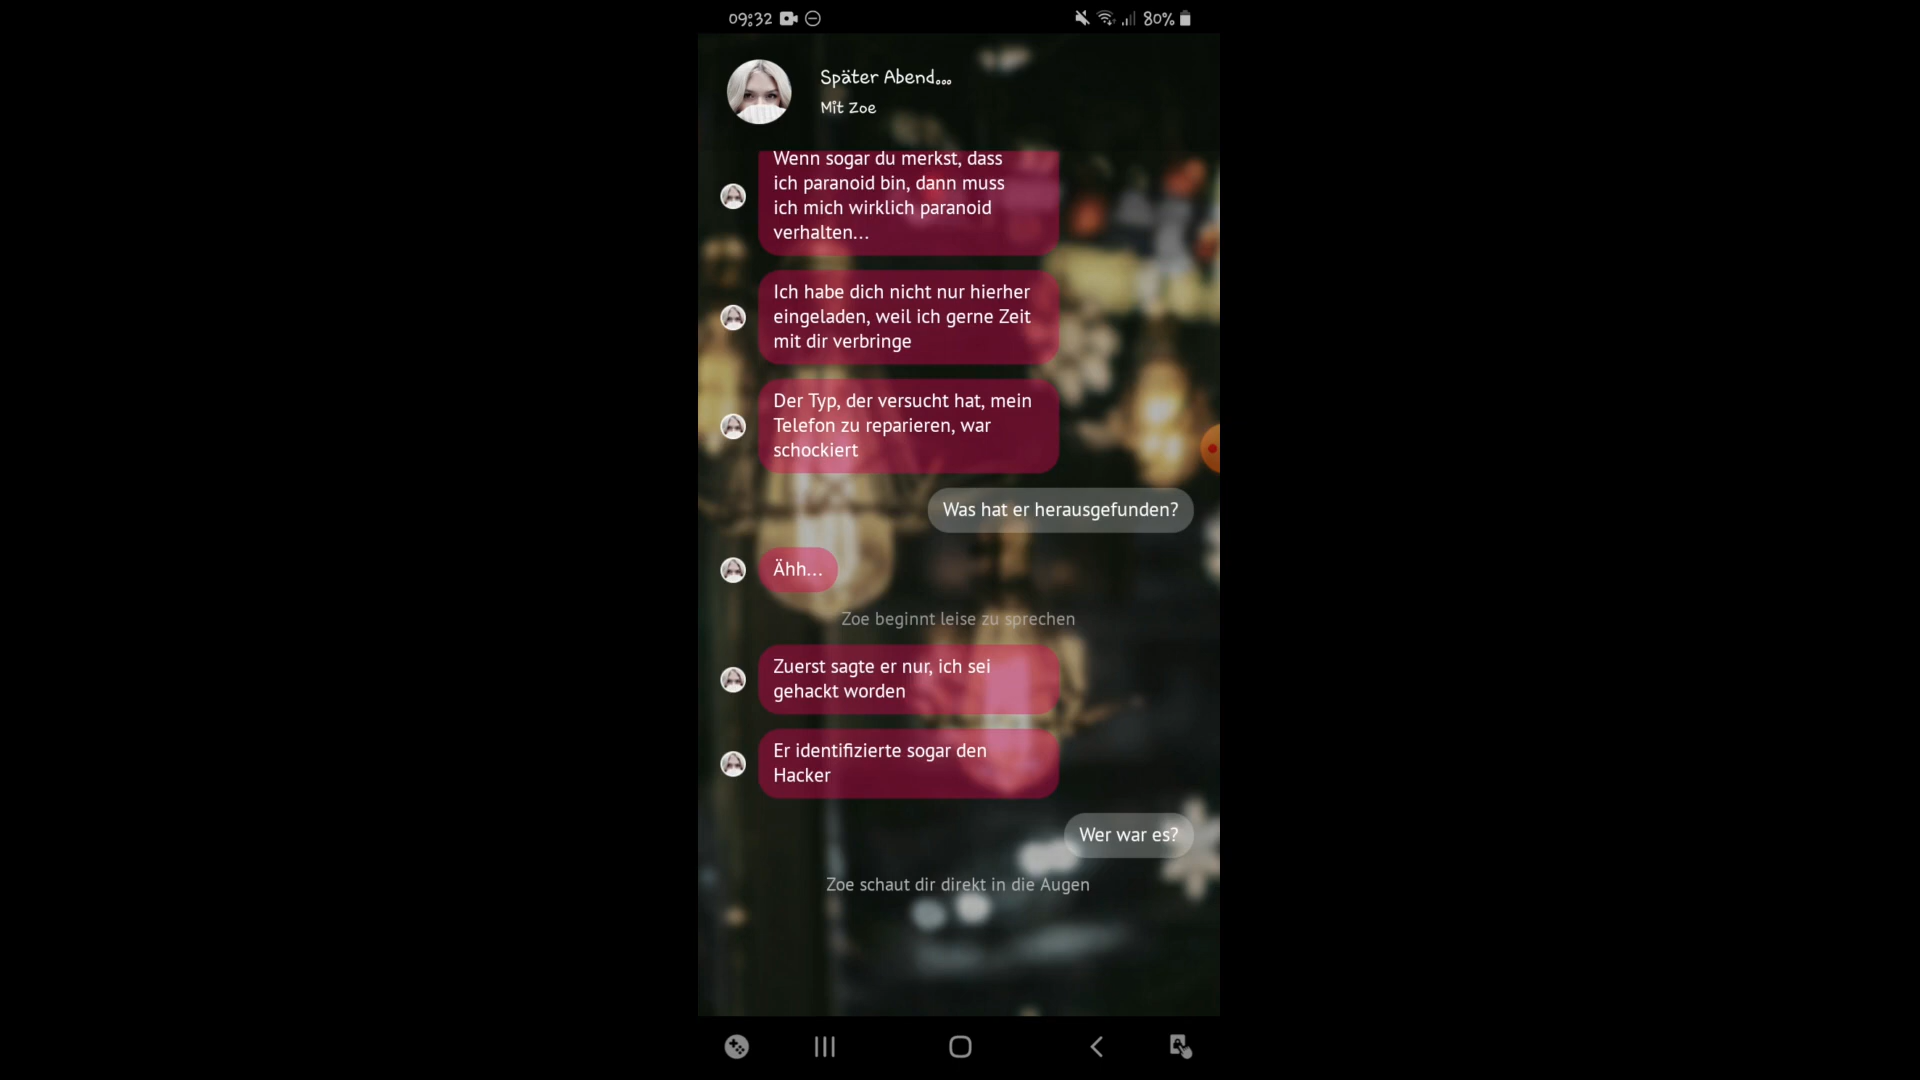 09:32
80%
Später Abend...
Mit Zoe
Wenn sogar du merkst, dass
ich paranoid bin, dann muss
ich mich wirklich paranoid
verhalten...
Ich habe dich nicht nur hierher
eingeladen, weil ich gerne Zeit
mit dir verbringe
Der Typ, der versucht hat, mein
Telefon zu reparieren, war
schockiert
Was hat er herausgefunden?
Ähh...
Zoe beginnt leise zu sprechen
Zuerst sagte er nur, ich sei
gehackt worden
Er identifizierte sogar den
Hacker
Wer war es?
Zoe schaut dir direkt in die Augen